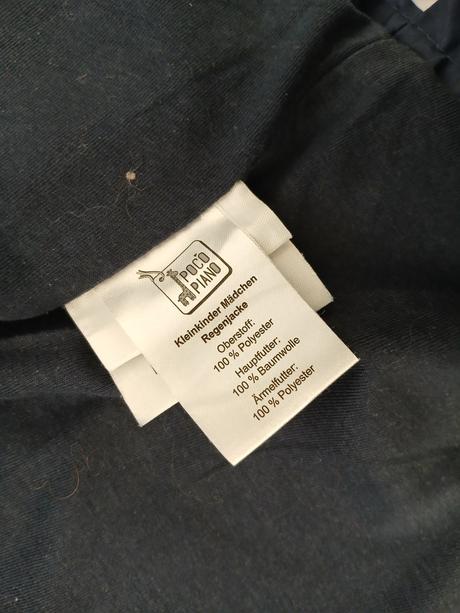 POCO
PIANO
Kleinkinder Mädchen
Regenjacke
Oberstoff:
100 % Polyester
Hauptfutter:
100 % Baumwolle
Ärmelfutter:
100 % Polyester